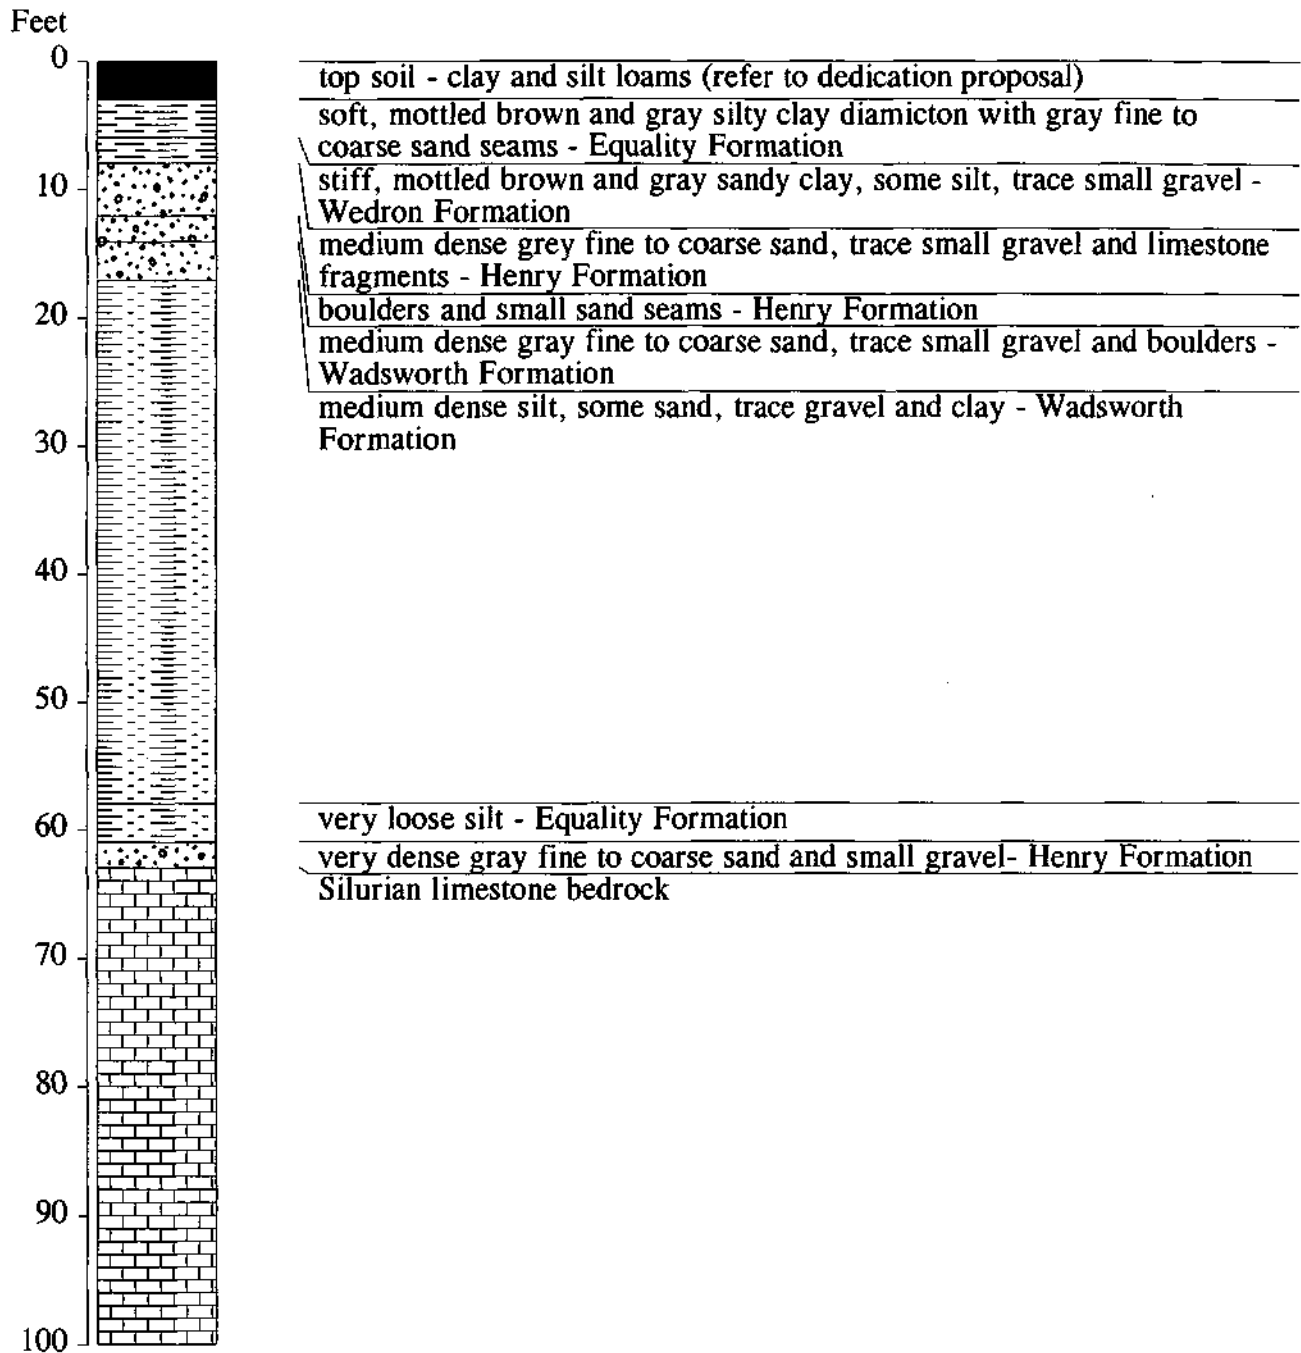 Feet
0
top soil - clay and silt loams (refer to dedication proposal)
soft, mottled brown and gray silty clay diamicton with gray fine to
coarse sand seams - Equality Formation
10
stiff, mottled brown and gray sandy clay, some silt, trace small gravel -
Wedron Formation
medium dense grey fine to coarse sand, trace small gravel and limestone
fragments - Henry Formation
20
boulders and small sand seams - Henry Formation
medium dense gray fine to coarse sand, trace small gravel and boulders -
Wadsworth Formation
medium dense silt, some sand, trace gravel and clay - Wadsworth
30
Formation
40
50
60
very loose silt - Equality Formation
very dense gray fine to coarse sand and small gravel- Henry Formation
Silurian limestone bedrock
70
80
90
100